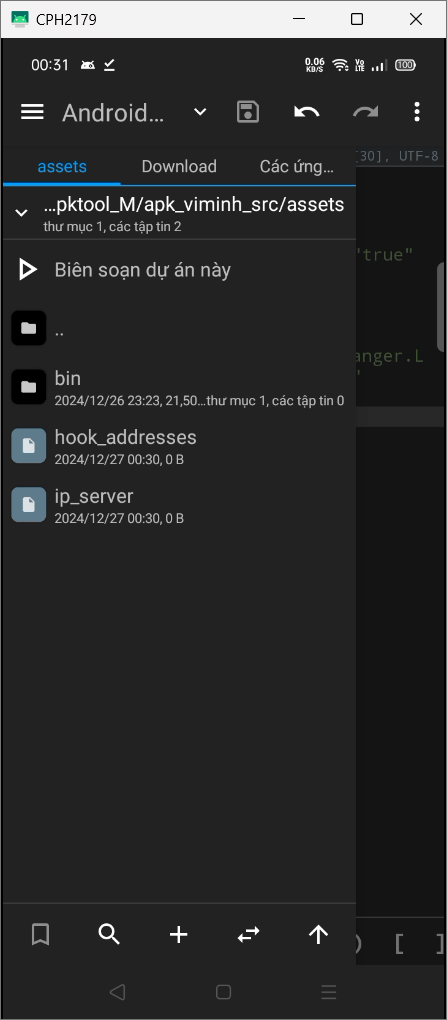 CPH2179
00:31
0.06 KB/S
Vo LTE
100
Android...
[30], UTF-8
assets
Download
Các ứng...
...pktool_M/apk_viminh_src/assets
thư mục 1, các tập tin 2
Biên soạn dự án này
"true"
..
anger.L
"
bin
2024/12/26 23:23, 21,50...thư mục 1, các tập tin 0
hook_addresses
2024/12/27 00:30, 0 B
ip_server
2024/12/27 00:30, 0 B
) [ ]